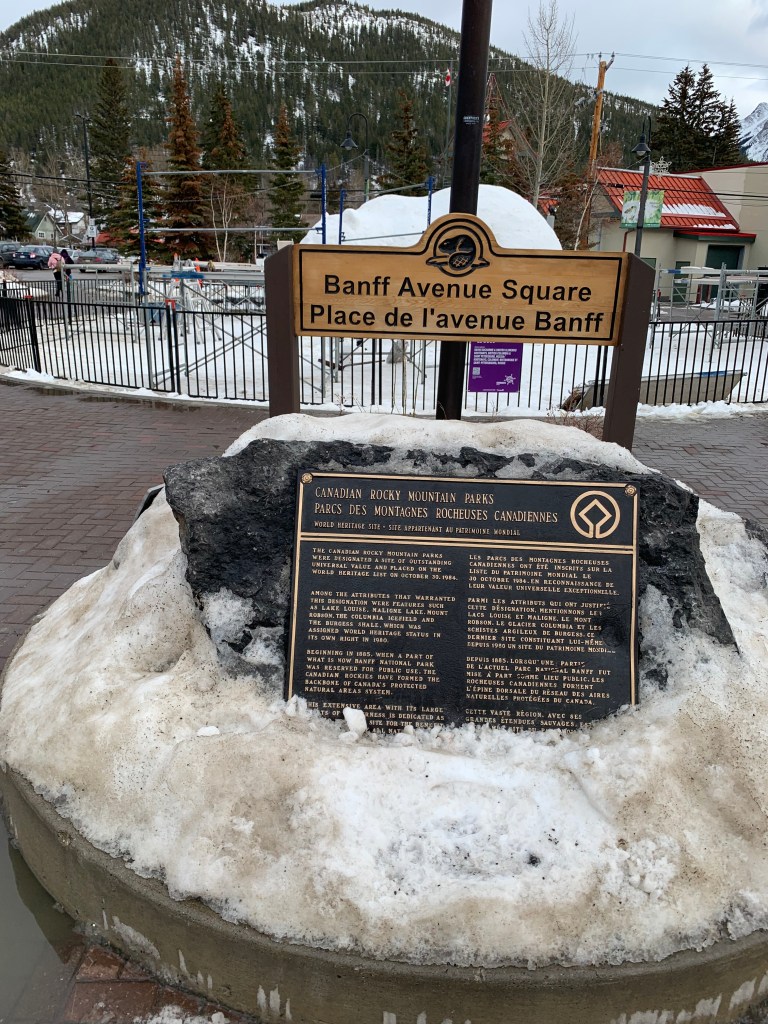 Banff Avenue Square
Place de l'avenue Banff
CANADIAN ROCKY MOUNTAIN PARKS
PARCS DES MONTAGNES ROCHEUSES CANADIENNES
WORLD HERITAGE SITE · SITE APPARTENANT AU PATRIMOINE MONDIAL
THE CANADIAN ROCKY MOUNTAIN PARKS
WERE DESIGNATED A SITE OF OUTSTANDING
UNIVERSAL VALUE AND PLACED ON THE
WORLD HERITAGE LIST ON OCTOBER 30, 1984.
AMONG THE ATTRIBUTES THAT WARRANTED
THIS DESIGNATION WERE FEATURES SUCH
AS LAKE LOUISE, MALIGNE LAKE, MOUNT
ROBSON, THE COLUMBIA ICEFIELD AND
THE BURGESS SHALE, WHICH WAS
ASSIGNED WORLD HERITAGE STATUS IN
ITS OWN RIGHT IN 1980.
BEGINNING IN 1885, WHEN A PART OF
WHAT IS NOW BANFF NATIONAL PARK
WAS RESERVED FOR PUBLIC USE, THE
CANADIAN ROCKIES HAVE FORMED THE
BACKBONE OF CANADA'S PROTECTED
NATURAL AREAS SYSTEM.
THIS EXTENSIVE AREA WITH ITS LARGE
IS DEDICATED AS
SITE FOR THE
LES PARCS DES MONTAGNES ROCHEUSES
CANADIENNES ONT ÉTÉ INSCRITS SUR LA
LISTE DU PATRIMOINE MONDIAL LE
30 OCTOBRE 1984, EN RECONNAISSANCE DE
LEUR VALEUR UNIVERSELLE EXCEPTIONNELLE.
PARMI LES ATTRIBUTS QUI ONT JUSTIFIÉ
CETTE DÉSIGNATION, MENTIONNONS LES
LACS LOUISE ET MALIGNE, LE MONT
ROBSON, LE GLACIER COLUMBIA ET LES
SCHISTES ARGILEUX DE BURGESS, CE
DERNIER SITE CONSTITUANT LUI-MÊME
DEPUIS 1980 UN SITE DU PATRIMOINE MONDIAL.
DEPUIS 1885, LORSQU'UNE PARTIE
DE L'ACTUEL PARC NATIONAL BANFF FUT
MISE À PART COMME LIEU PUBLIC, LES
ROCHEUSES CANADIENNES FORMENT
L'ÉPINE DORSALE DU RÉSEAU DES AIRES
NATURELLES PROTÉGÉES DU CANADA.
CETTE VASTE RÉGION, AVEC SES
GRANDES ÉTENDUES SAUVAGES,